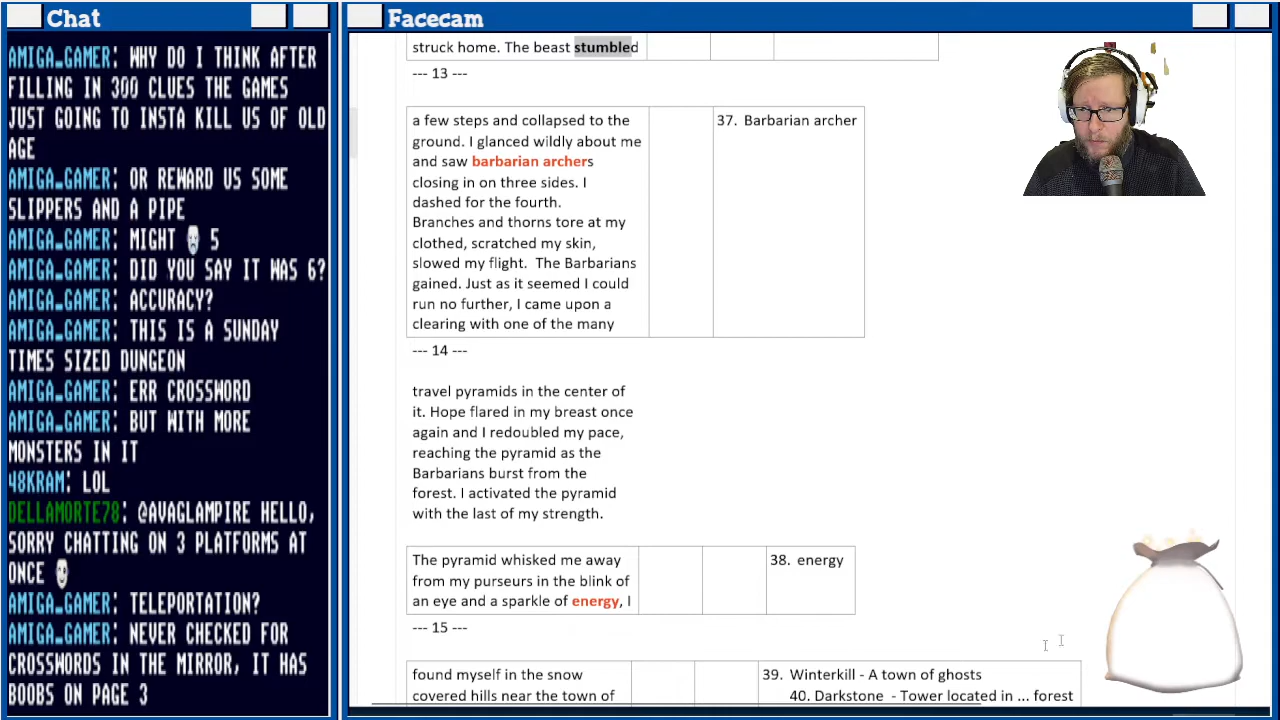 Chat
AMIGA_GAMER: WHY DO I THINK AFTER
FILLING IN 300 CLUES THE GAMES
JUST GOING TO INSTA KILL US OF OLD
AGE
AMIGA_GAMER: OR REWARD US SOME
SLIPPERS AND A PIPE
AMIGA_GAMER: MIGHT 5
AMIGA_GAMER: DID YOU SAY IT WAS 6?
AMIGA_GAMER: ACCURACY?
AMIGA_GAMER: THIS IS A SUNDAY
TIMES SIZED DUNGEON
AMIGA_GAMER: ERR CROSSWORD
AMIGA_GAMER: BUT WITH MORE
MONSTERS IN IT
48KRAM: LOL
DELLAMORTE78: @AVAGLAMPIRE HELLO,
SORRY CHATTING ON 3 PLATFORMS AT
ONCE
AMIGA_GAMER: TELEPORTATION?
AMIGA_GAMER: NEVER CHECKED FOR
CROSSWORDS IN THE MIRROR, IT HAS
BOOBS ON PAGE 3
Facecam
struck home. The beast stumbled
--- 13 ---
a few steps and collapsed to the
ground. I glanced wildly about me
and saw barbarian archers
closing in on three sides. I
dashed for the fourth.
Branches and thorns tore at my
clothed, scratched my skin,
slowed my flight. The Barbarians
gained. Just as it seemed I could
run no further, I came upon a
clearing with one of the many
37. Barbarian archer
--- 14 ---
travel pyramids in the center of
it. Hope flared in my breast once
again and I redoubled my pace,
reaching the pyramid as the
Barbarians burst from the
forest. I activated the pyramid
with the last of my strength.
The pyramid whisked me away
from my purseurs in the blink of
an eye and a sparkle of energy, I
38. energy
--- 15 ---
found myself in the snow
covered hills near the town of
39. Winterkill - A town of ghosts
40. Darkstone - Tower located in ... forest